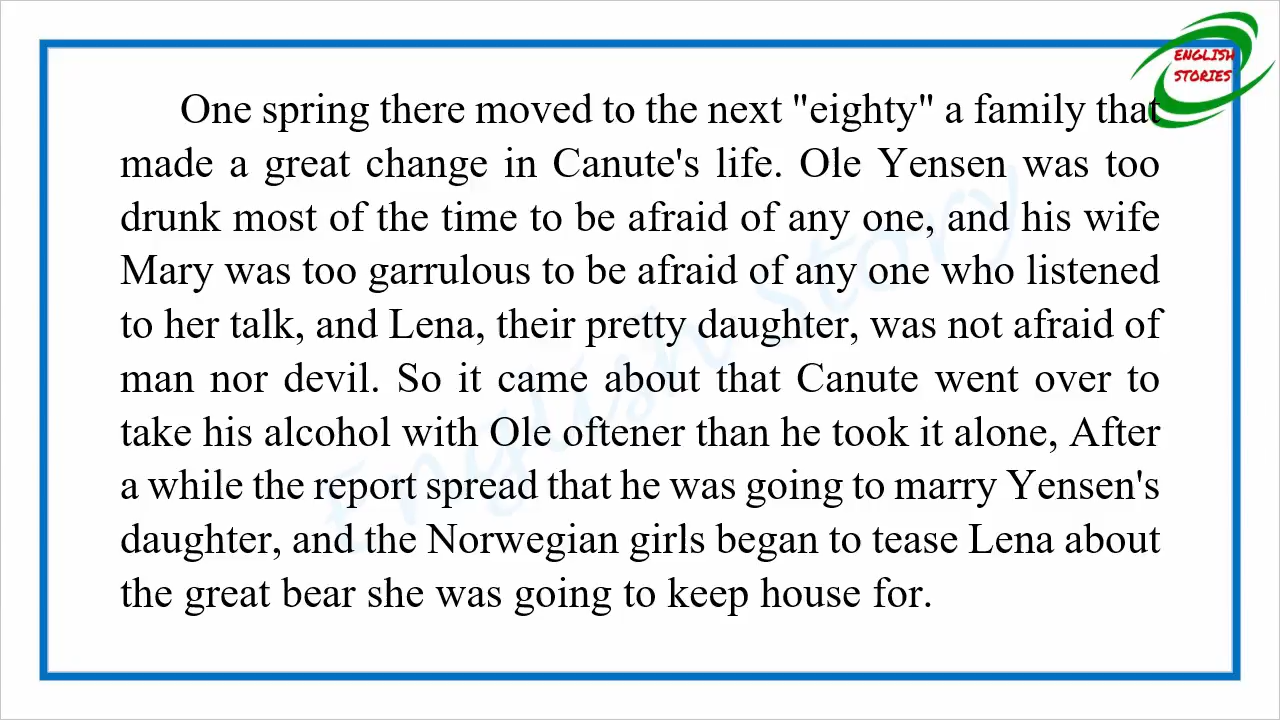 ENGLISH
STORIES
One spring there moved to the next "eighty" a family that
made a great change in Canute's life. Ole Yensen was too
drunk most of the time to be afraid of any one, and his wife
Mary was too garrulous to be afraid of any one who listened
to her talk, and Lena, their pretty daughter, was not afraid of
man nor devil. So it came about that Canute went over to
take his alcohol with Ole oftener than he took it alone, After
a while the report spread that he was going to marry Yensen's
daughter, and the Norwegian girls began to tease Lena about
the great bear she was going to keep house for.
English Story